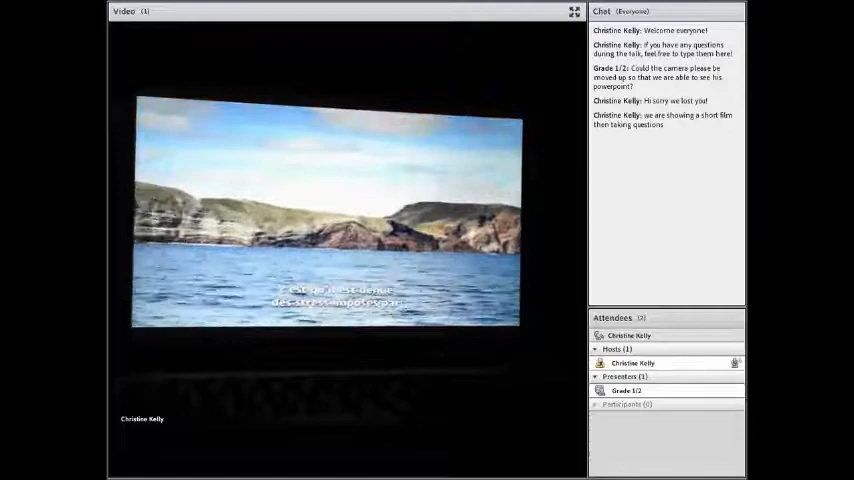 Video (1)
C'est qu'il est dénué
des stress imposés par
Christine Kelly
Chat (Everyone)
Christine Kelly: Welcome everyone!
Christine Kelly: If you have any questions
during the talk, feel free to type them here!
Grade 1/2: Could the camera please be
moved up so that we are able to see his
powerpoint?
Christine Kelly: Hi sorry we lost you!
Christine Kelly: we are showing a short film
then taking questions
Attendees (2)
Christine Kelly
Hosts (1)
Christine Kelly
Presenters (1)
Grade 1/2
Participants (0)